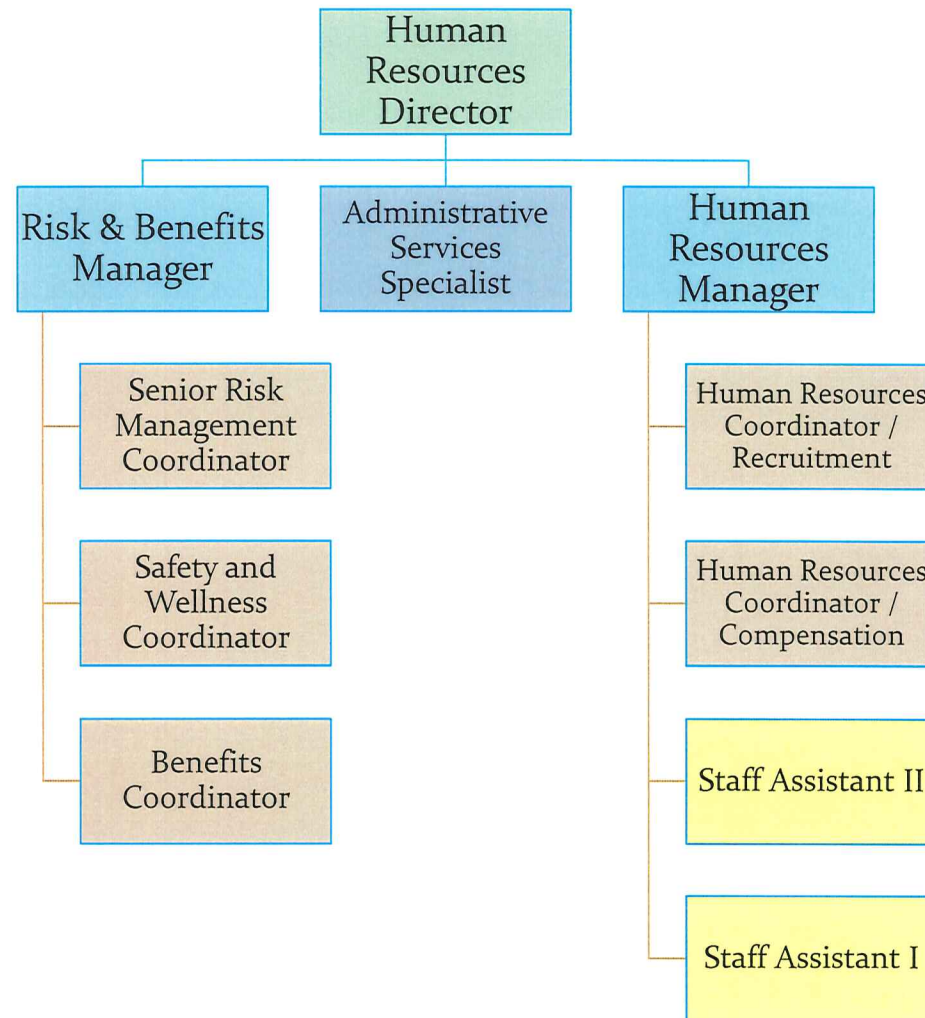 Human
Resources
Director
Risk & Benefits
Manager
Administrative
Services
Specialist
Human
Resources
Manager
Senior Risk
Management
Coordinator
Safety and
Wellness
Coordinator
Benefits
Coordinator
Human Resources
Coordinator /
Recruitment
Human Resources
Coordinator /
Compensation
Staff Assistant II
Staff Assistant I